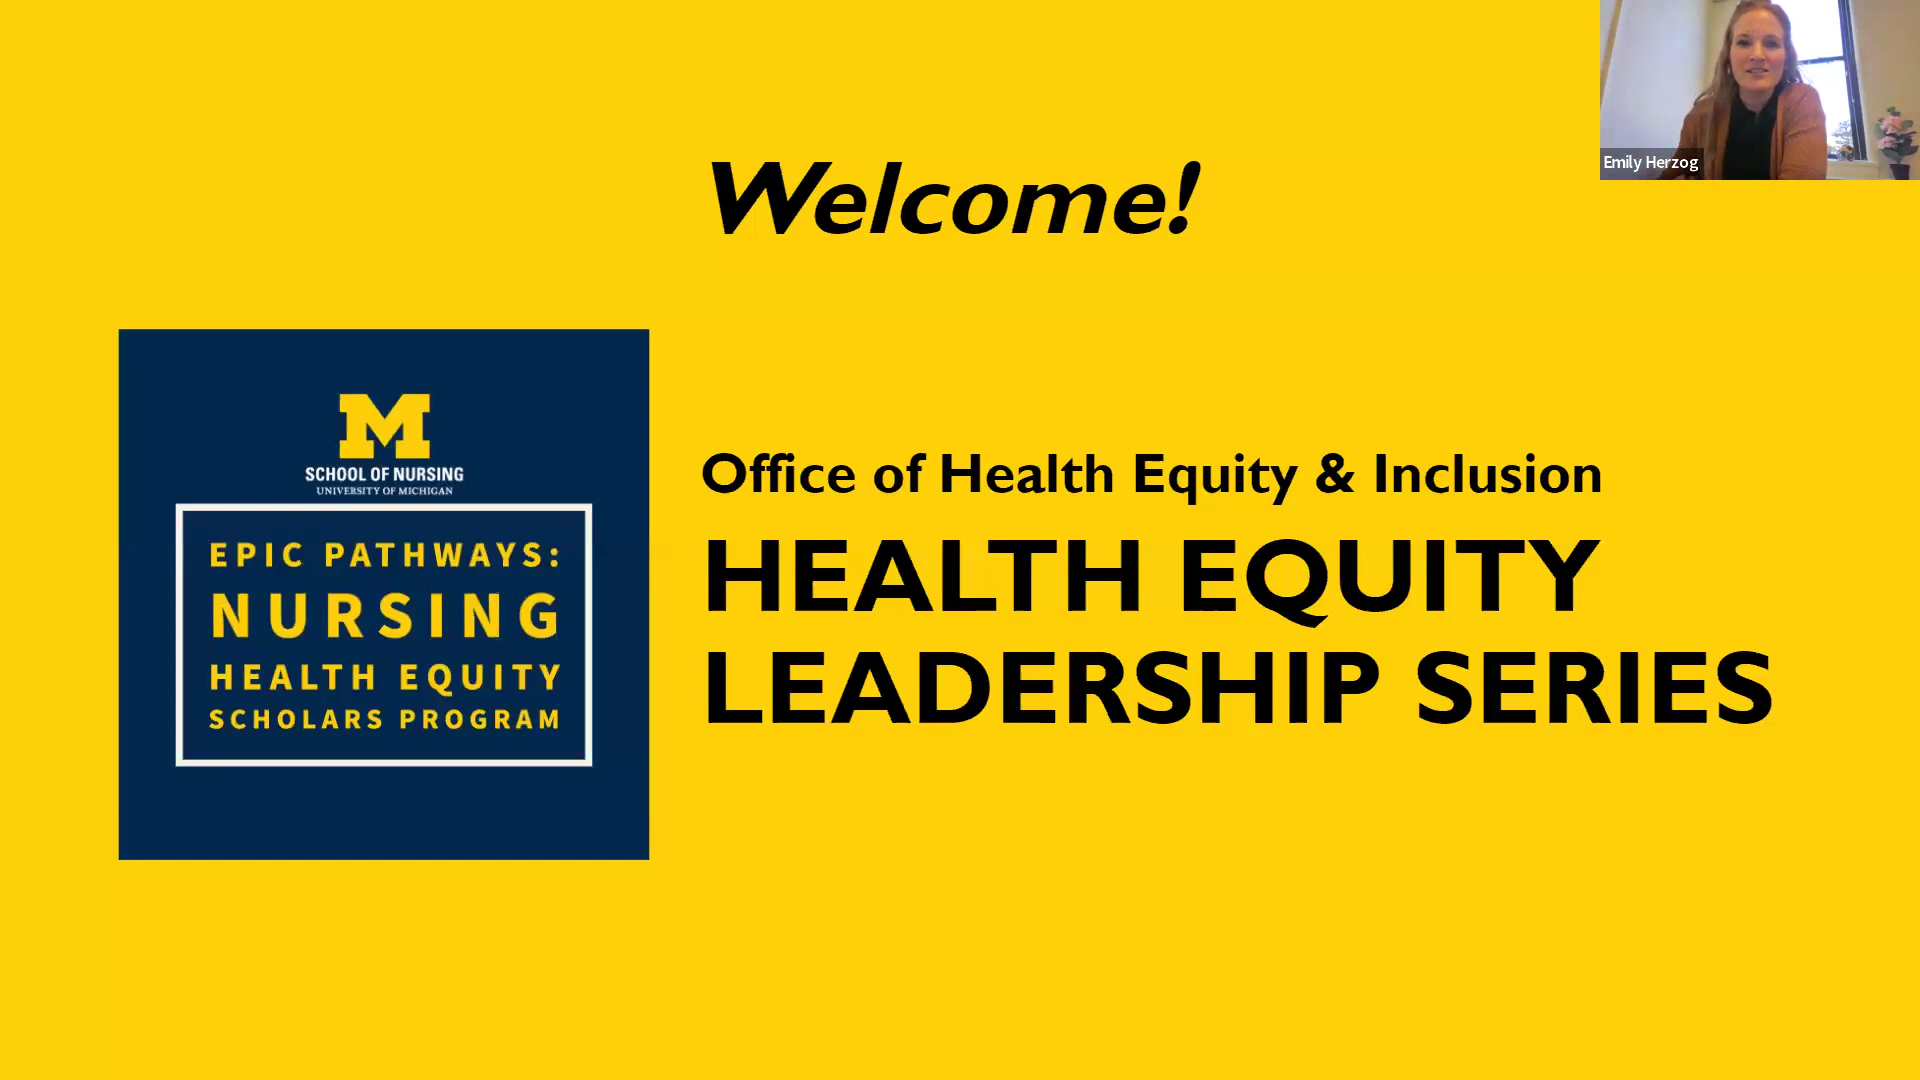 Welcome!
Emily Herzog
M
SCHOOL OF NURSING
UNIVERSITY OF MICHIGAN
EPIC PATHWAYS:
NURSING
HEALTH EQUITY
SCHOLARS PROGRAM
Office of Health Equity & Inclusion
HEALTH EQUITY
LEADERSHIP SERIES